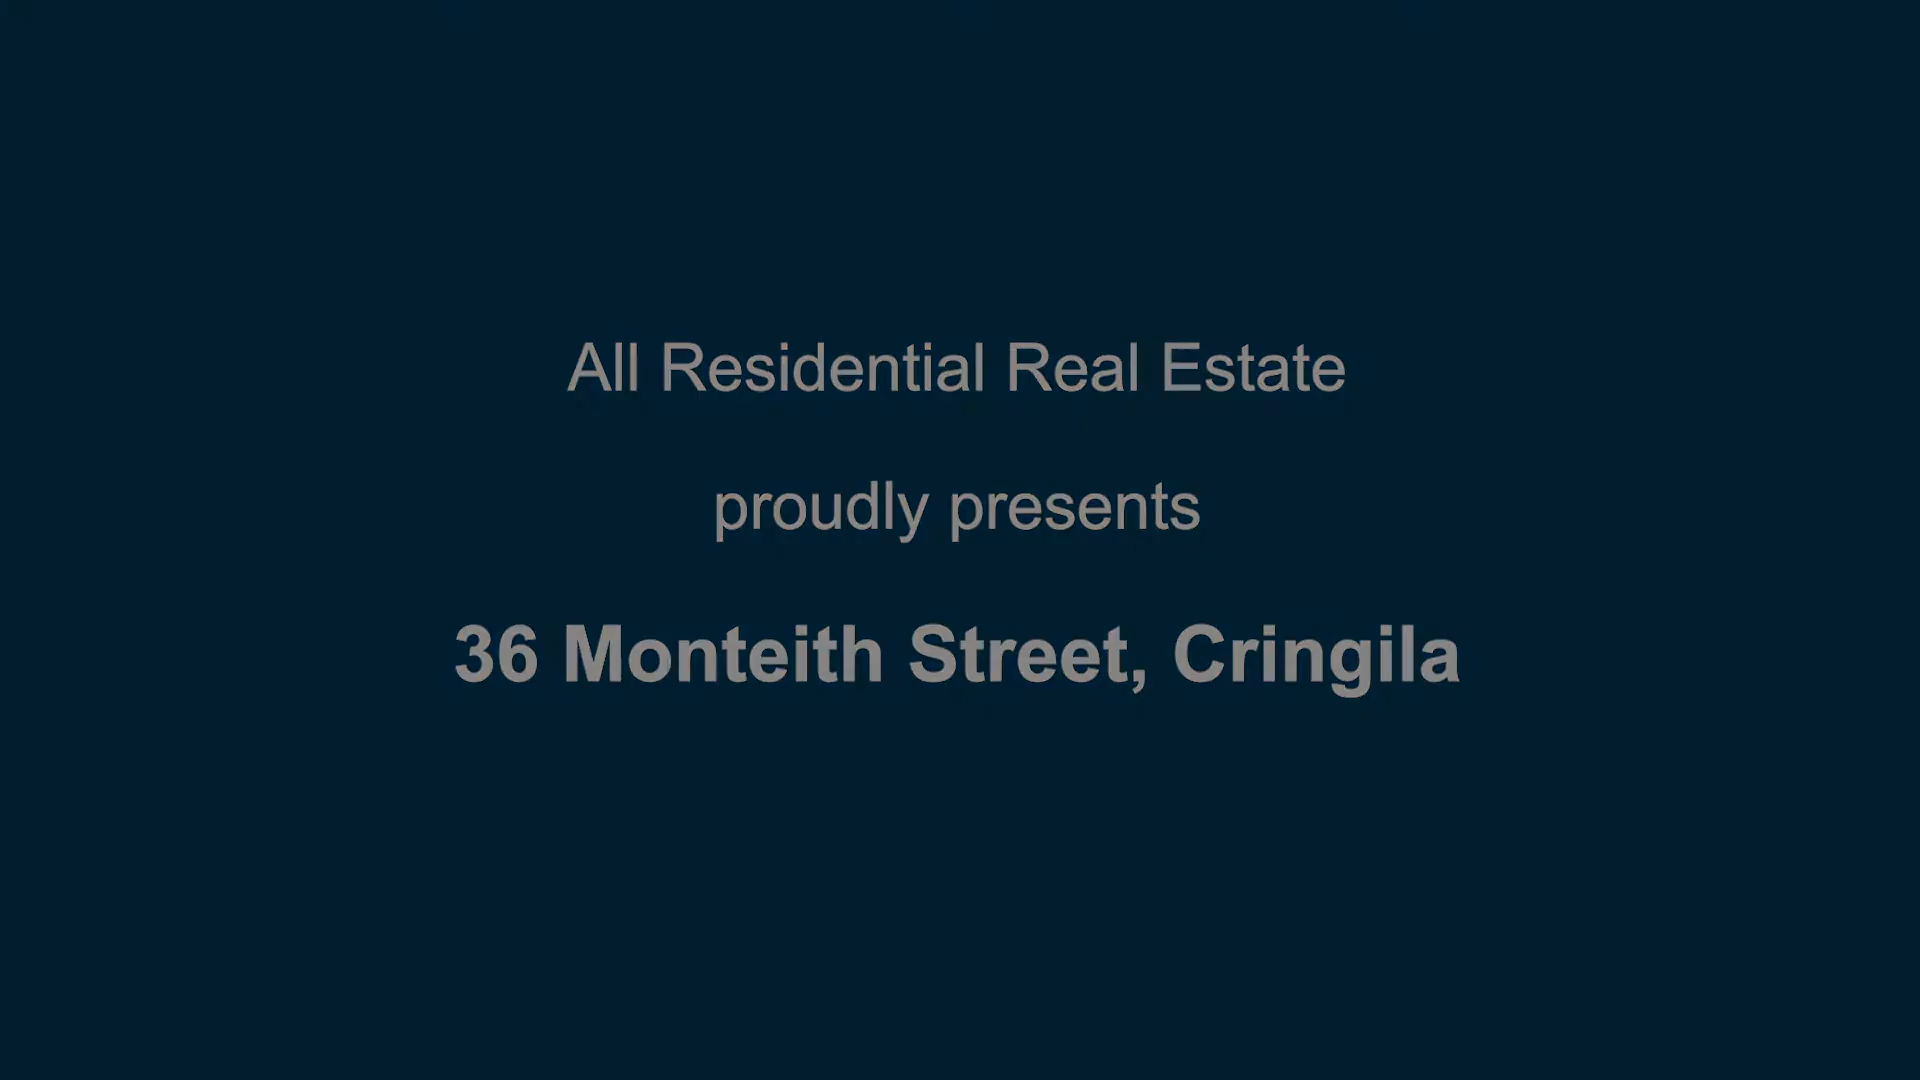 All Residential Real Estate
proudly presents
36 Monteith Street, Cringila